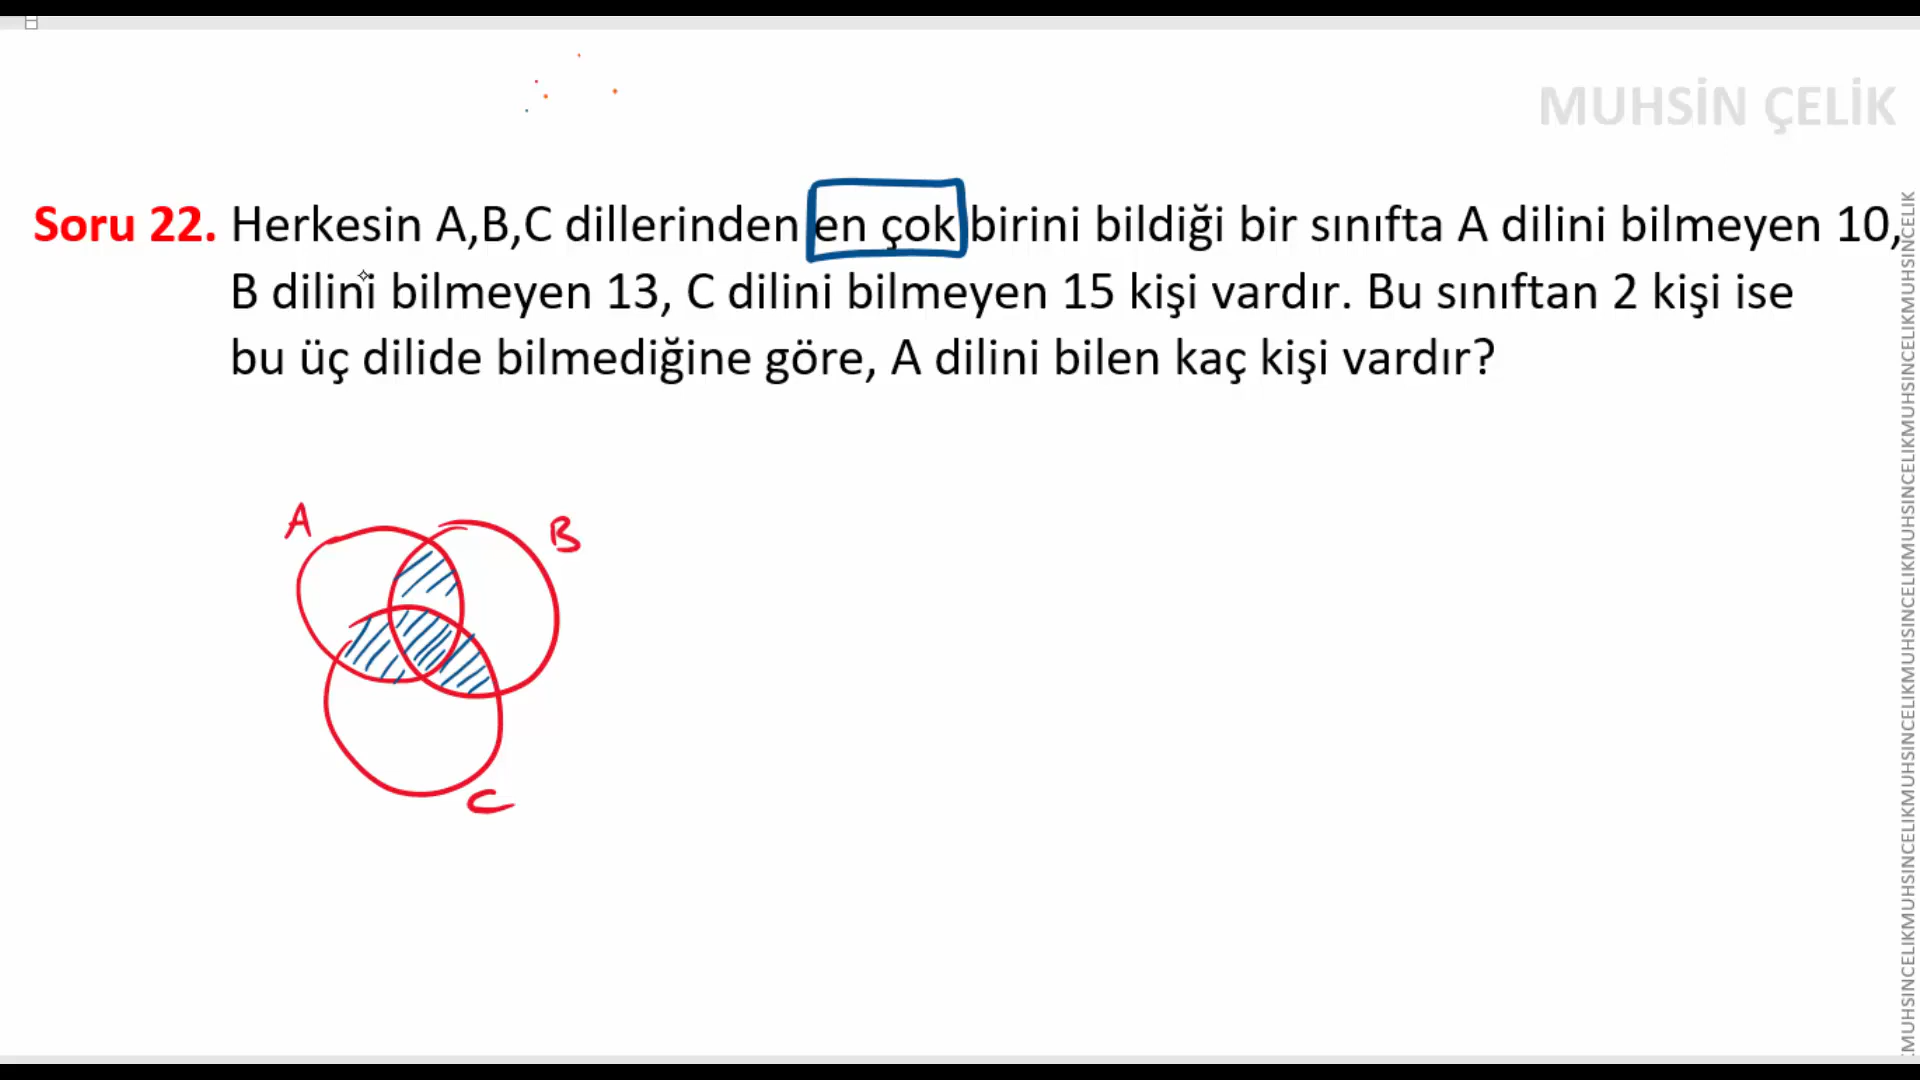 MUHSİN ÇELİK
Soru 22. Herkesin A,B,C dillerinden en çok birini bildiği bir sınıfta A dilini bilmeyen 10,
B dilini bilmeyen 13, C dilini bilmeyen 15 kişi vardır. Bu sınıftan 2 kişi ise
bu üç dilide bilmediğine göre, A dilini bilen kaç kişi vardır?
A
B
C
MUHSINCELIKMUHSINCELIKMUHSINCELIKMUHSINCELIKMUHSINCELIKMUHSINCELIKMUHSINCELIK